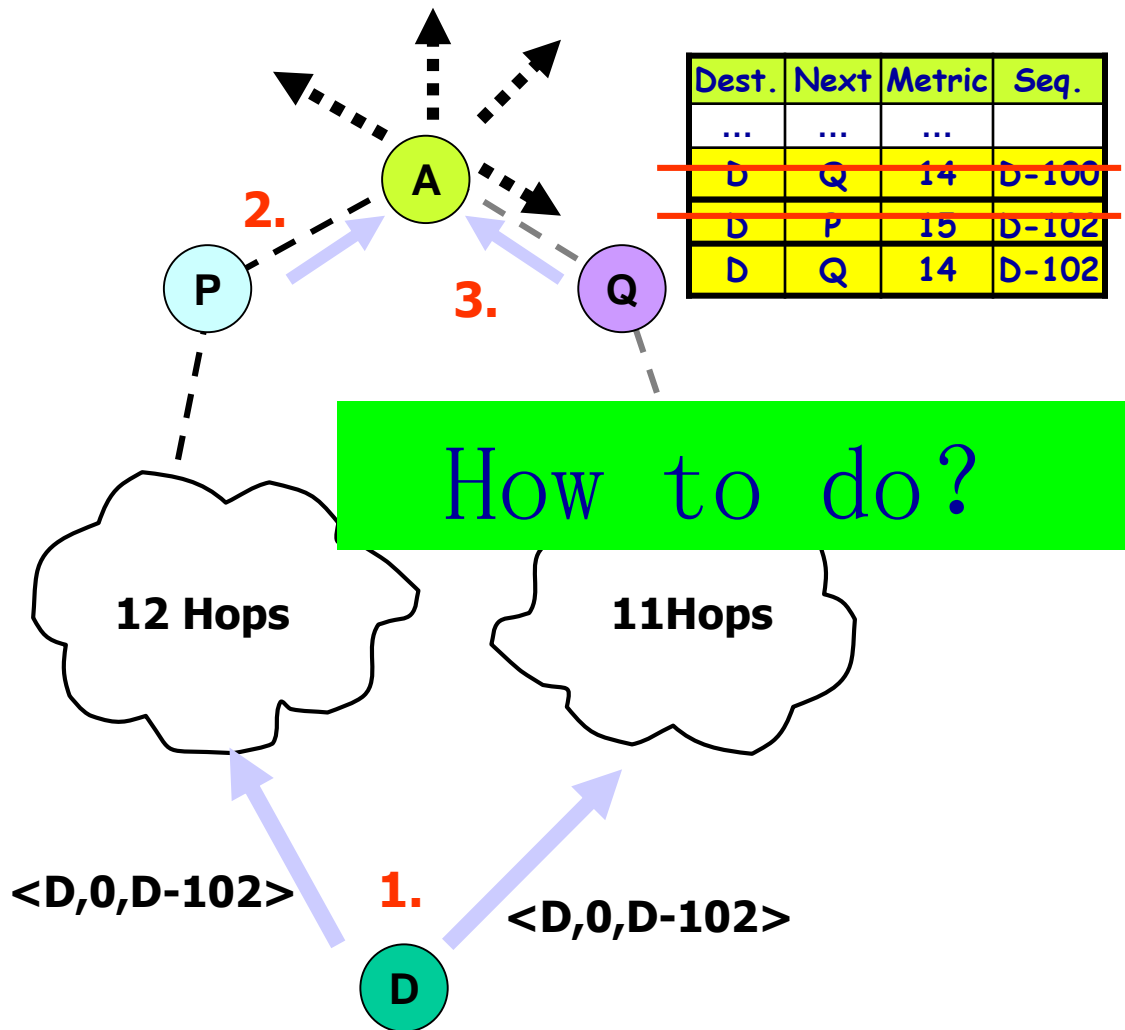 Dest. Next Metric Seq.
... ... ...
D Q 14 D-100
D P 15 D-102
D Q 14 D-102
A
2.
P
Q
3.
How to do?
12 Hops
11Hops
<D,0,D-102>
1.
<D,0,D-102>
D